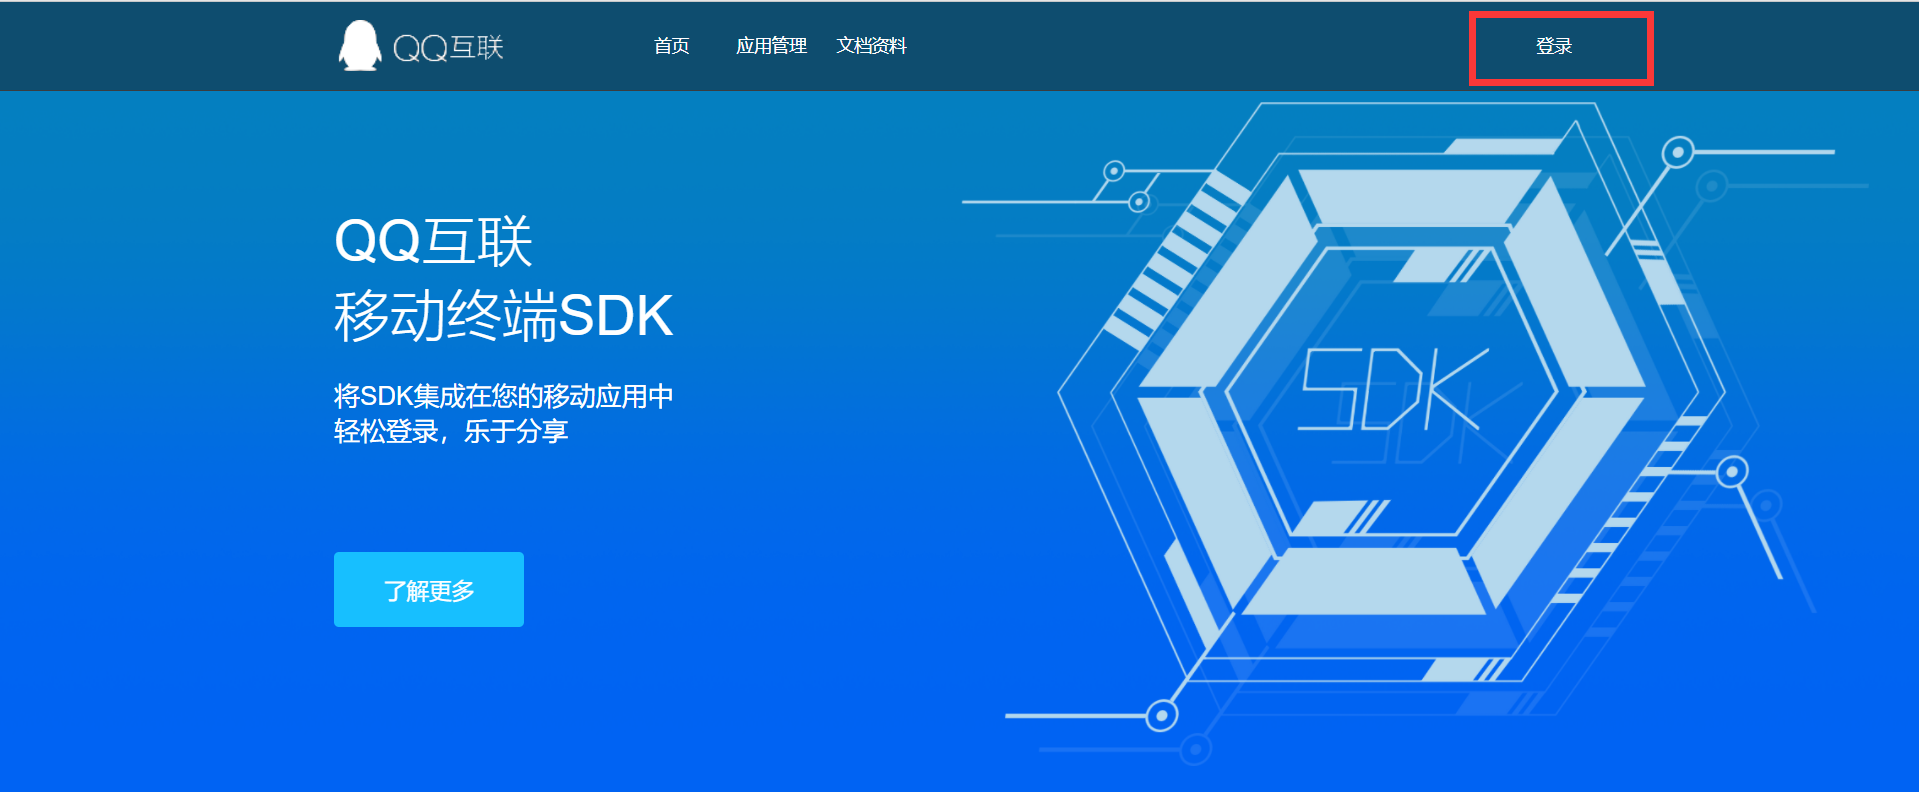 QQ互联
首页
应用管理
文档资料
登录
QQ互联
移动终端SDK
将SDK集成在您的移动应用中
轻松登录，乐于分享
了解更多
SDK